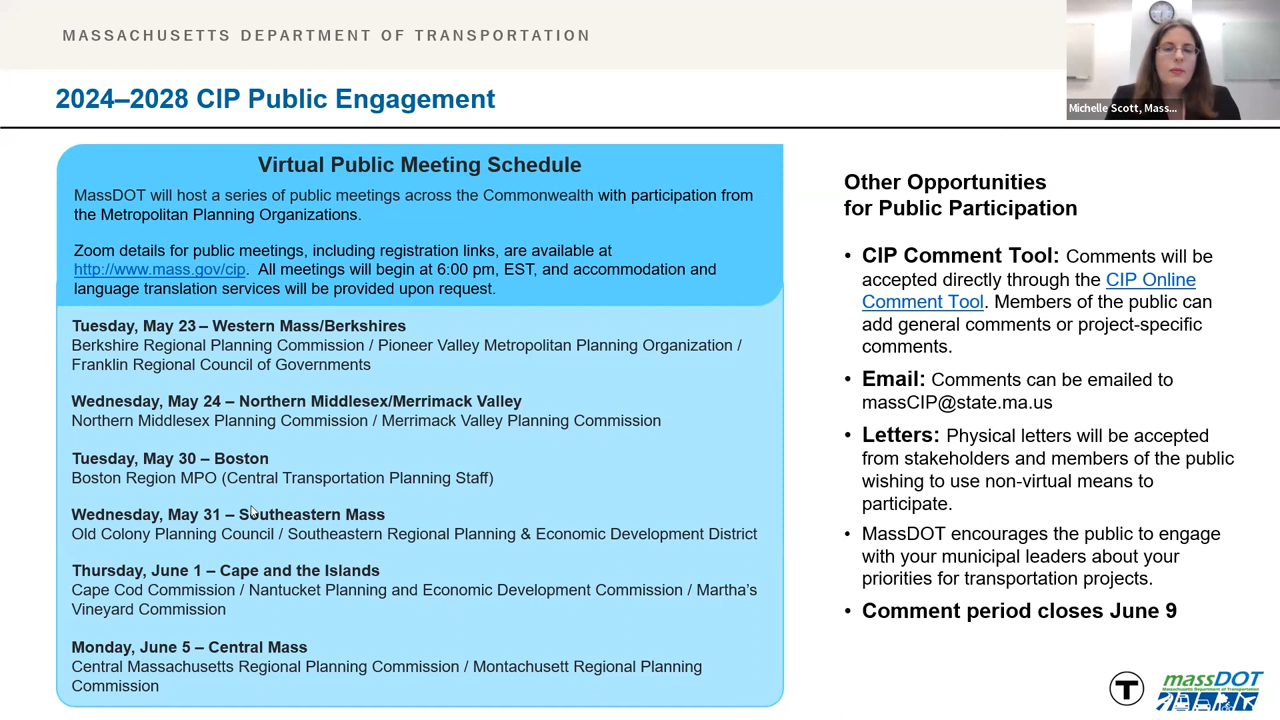 MASSACHUSETTS DEPARTMENT OF TRANSPORTATION
Michelle Scott, Mass...
2024–2028 CIP Public Engagement
Virtual Public Meeting Schedule
MassDOT will host a series of public meetings across the Commonwealth with participation from
the Metropolitan Planning Organizations.
Zoom details for public meetings, including registration links, are available at
http://www.mass.gov/cip. All meetings will begin at 6:00 pm, EST, and accommodation and
language translation services will be provided upon request.
Tuesday, May 23 – Western Mass/Berkshires
Berkshire Regional Planning Commission / Pioneer Valley Metropolitan Planning Organization /
Franklin Regional Council of Governments
Wednesday, May 24 – Northern Middlesex/Merrimack Valley
Northern Middlesex Planning Commission / Merrimack Valley Planning Commission
Tuesday, May 30 – Boston
Boston Region MPO (Central Transportation Planning Staff)
Wednesday, May 31 – Southeastern Mass
Old Colony Planning Council / Southeastern Regional Planning & Economic Development District
Thursday, June 1 – Cape and the Islands
Cape Cod Commission / Nantucket Planning and Economic Development Commission / Martha's
Vineyard Commission
Monday, June 5 – Central Mass
Central Massachusetts Regional Planning Commission / Montachusett Regional Planning
Commission
Other Opportunities
for Public Participation
• CIP Comment Tool: Comments will be
accepted directly through the CIP Online
Comment Tool. Members of the public can
add general comments or project-specific
comments.
• Email: Comments can be emailed to
massCIP@state.ma.us
• Letters: Physical letters will be accepted
from stakeholders and members of the public
wishing to use non-virtual means to
participate.
• MassDOT encourages the public to engage
with your municipal leaders about your
priorities for transportation projects.
• Comment period closes June 9
T
massDOT
Massachusetts Department of Transportation